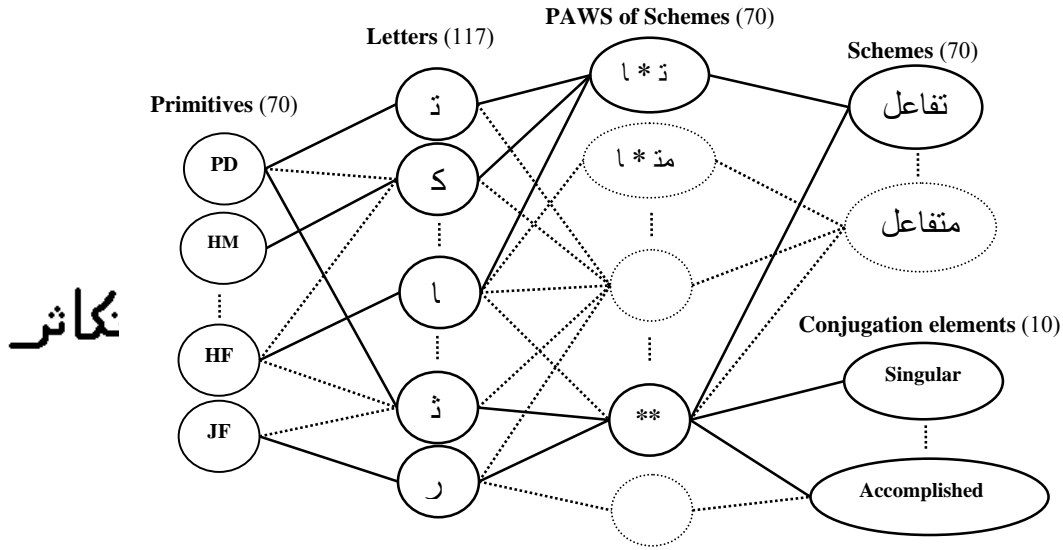 PAWS of Schemes (70)
Letters (117)
Schemes (70)
Primitives (70)
تـ * ا
تـ
تفاعل
PD
متـ * ا
كـ
HM
متفاعل
ا
تكاثر
Conjugation elements (10)
HF
Singular
ثـ
**
JF
ر
Accomplished